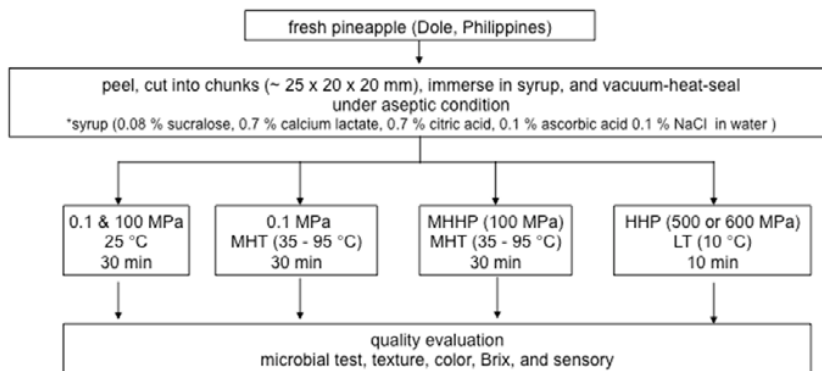 fresh pineapple (Dole, Philippines)
peel, cut into chunks (~ 25 x 20 x 20 mm), immerse in syrup, and vacuum-heat-seal
under aseptic condition
*syrup (0.08 % sucralose, 0.7 % calcium lactate, 0.7 % citric acid, 0.1 % ascorbic acid 0.1 % NaCl in water )
0.1 & 100 MPa
25 °C
30 min
0.1 MPa
MHT (35 - 95 °C)
30 min
MHHP (100 MPa)
MHT (35 - 95 °C)
30 min
HHP (500 or 600 MPa)
LT (10 °C)
10 min
quality evaluation
microbial test, texture, color, Brix, and sensory